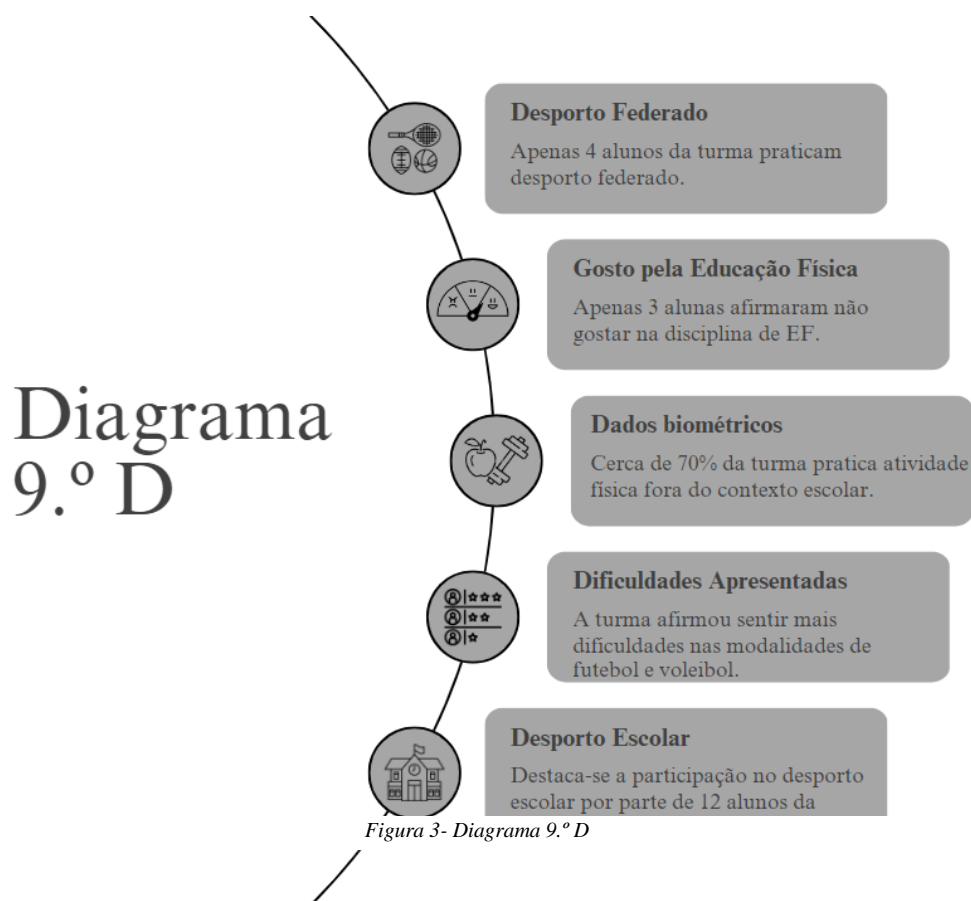 Diagrama
9.º D
Desporto Federado
Apenas 4 alunos da turma praticam
desporto federado.
Gosto pela Educação Física
Apenas 3 alunas afirmaram não
gostar na disciplina de EF.
Dados biométricos
Cerca de 70% da turma pratica atividade
física fora do contexto escolar.
Dificuldades Apresentadas
A turma afirmou sentir mais
dificuldades nas modalidades de
futebol e voleibol.
Desporto Escolar
Destaca-se a participação no desporto
escolar por parte de 12 alunos da
Figura 3- Diagrama 9.º D